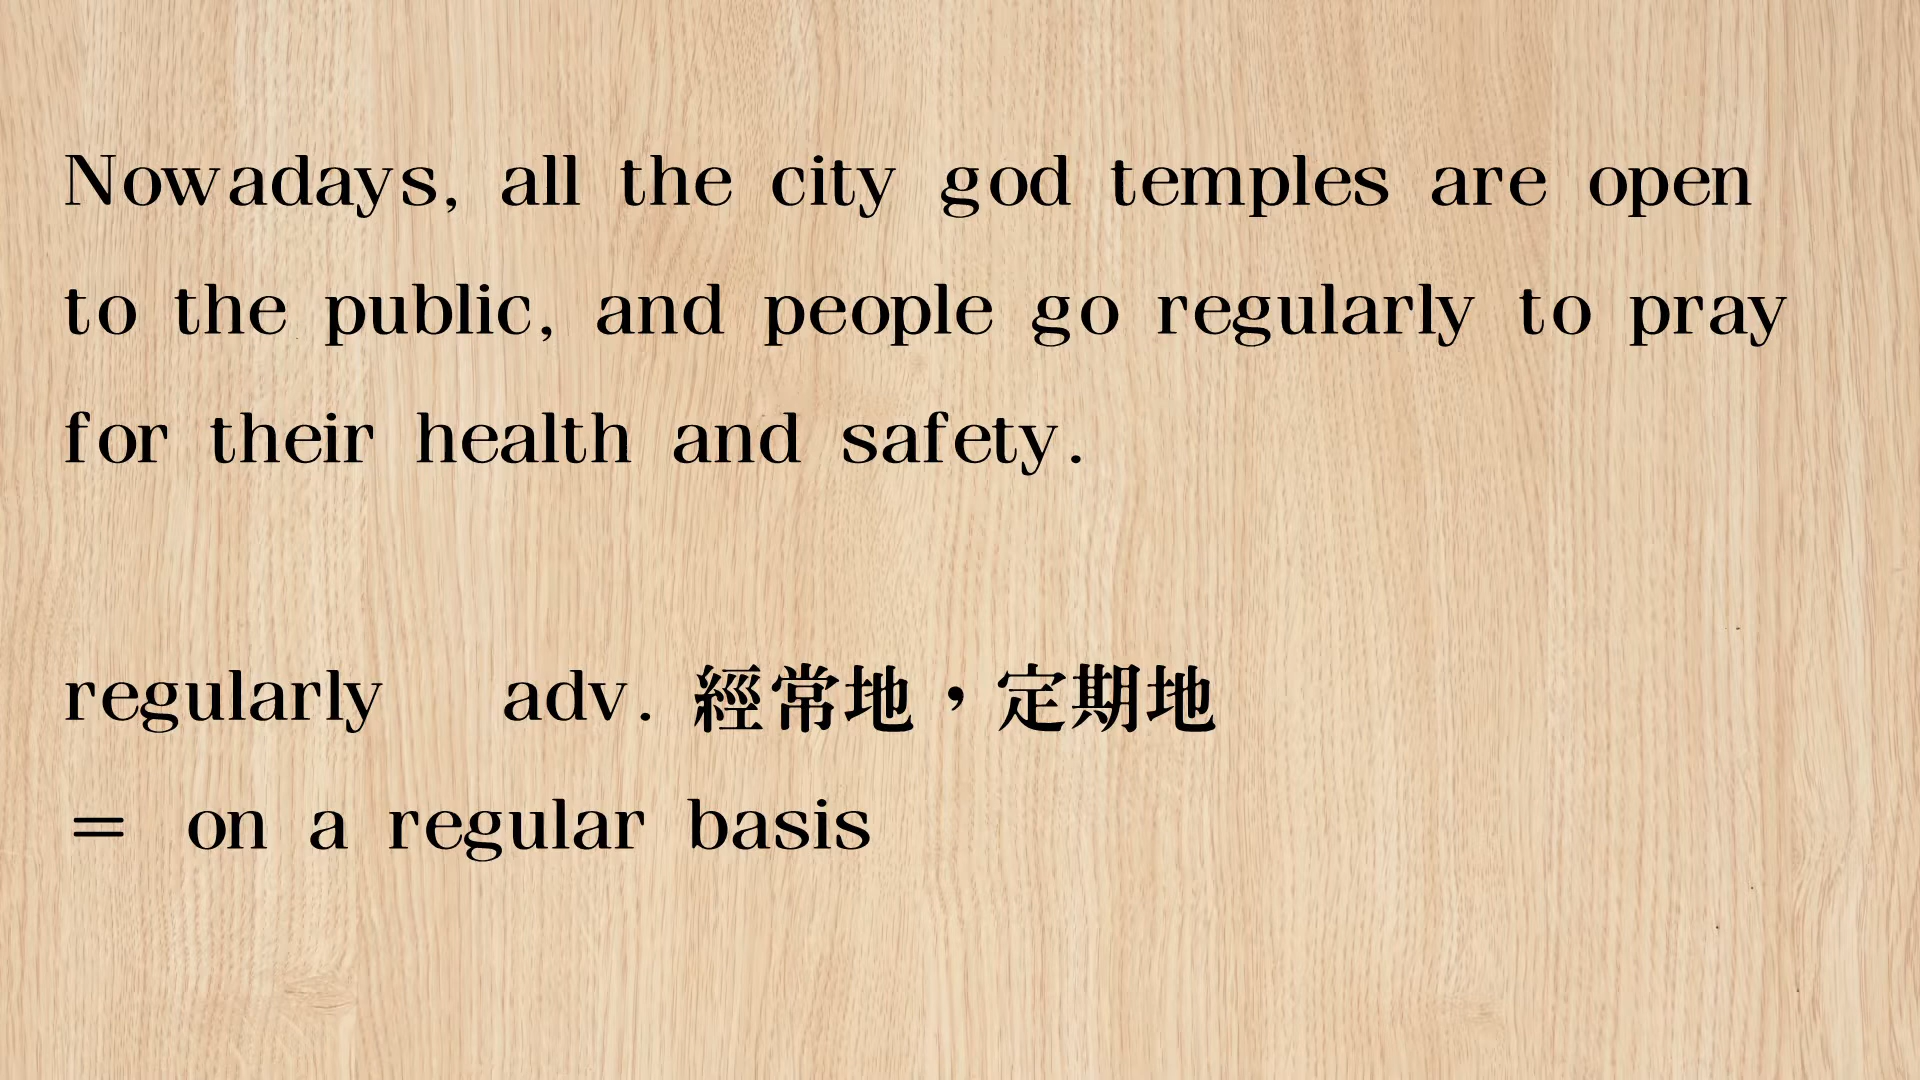 Nowadays, all the city god temples are open
to the public, and people go regularly to pray
for their health and safety.
regularly adv. 經常地，定期地
= on a regular basis